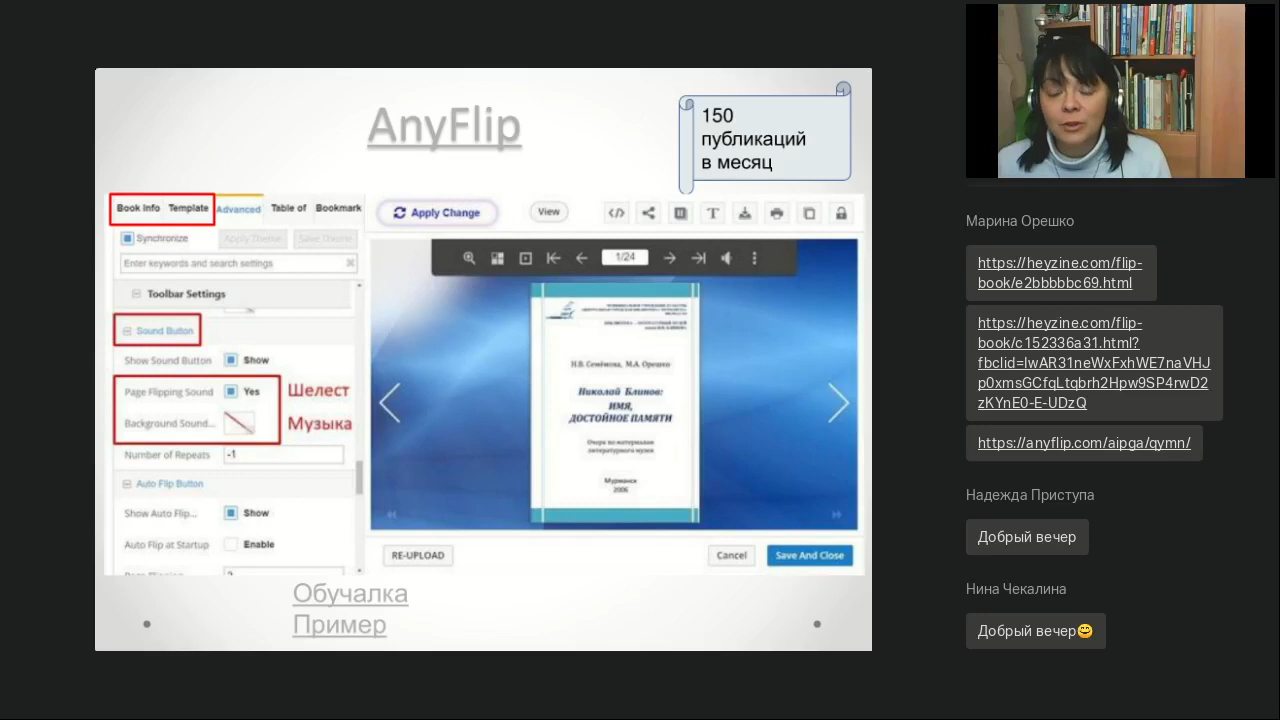 AnyFlip
150
публикаций
в месяц
Book Info Template Advanced Table of Bookmark
Synchronize Apply Theme Save Theme
Enter keywords and search settings
Toolbar Settings
Sound Button
Show Sound Button Show
Page Flipping Sound Yes Шелест
Background Sound... Музыка
Number of Repeats -1
Auto Flip Button
Show Auto Flip... Show
Auto Flip at Startup Enable
Apply Change View
1/24
Н.В. Семёнова, М.А. Орешко
Николай Блинов:
ИМЯ,
ДОСТОЙНОЕ ПАМЯТИ
Очерк по материалам
литературного музея
Мурманск
2006
RE-UPLOAD Cancel Save And Close
Обучалка
Пример
Марина Орешко
https://heyzine.com/flip-
book/e2bbbbbc69.html
https://heyzine.com/flip-
book/c152336a31.html?
fbclid=IwAR31neWxFxhWE7naVHJ
p0xmsGCfqLtqbrh2Hpw9SP4rwD2
zKYnE0-E-UDzQ
https://anyflip.com/aipga/qymn/
Надежда Приступа
Добрый вечер
Нина Чекалина
Добрый вечер😊